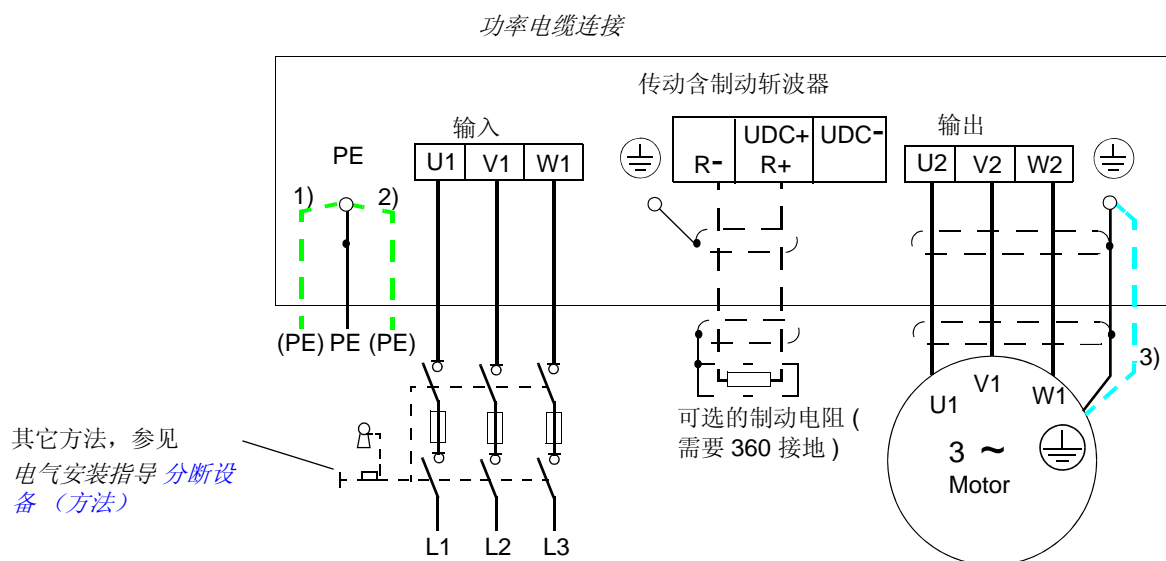 功率电缆连接
传动含制动斩波器
输入
输出
PE
U1 V1 W1
R- UDC+ R+ UDC-
U2 V2 W2
1) 2)
(PE) PE (PE)
3)
U1 V1 W1
3 ~
Motor
可选的制动电阻 (
需要 360 接地 )
其它方法，参见
电气安装指导 分断设
备 （方法）
L1 L2 L3